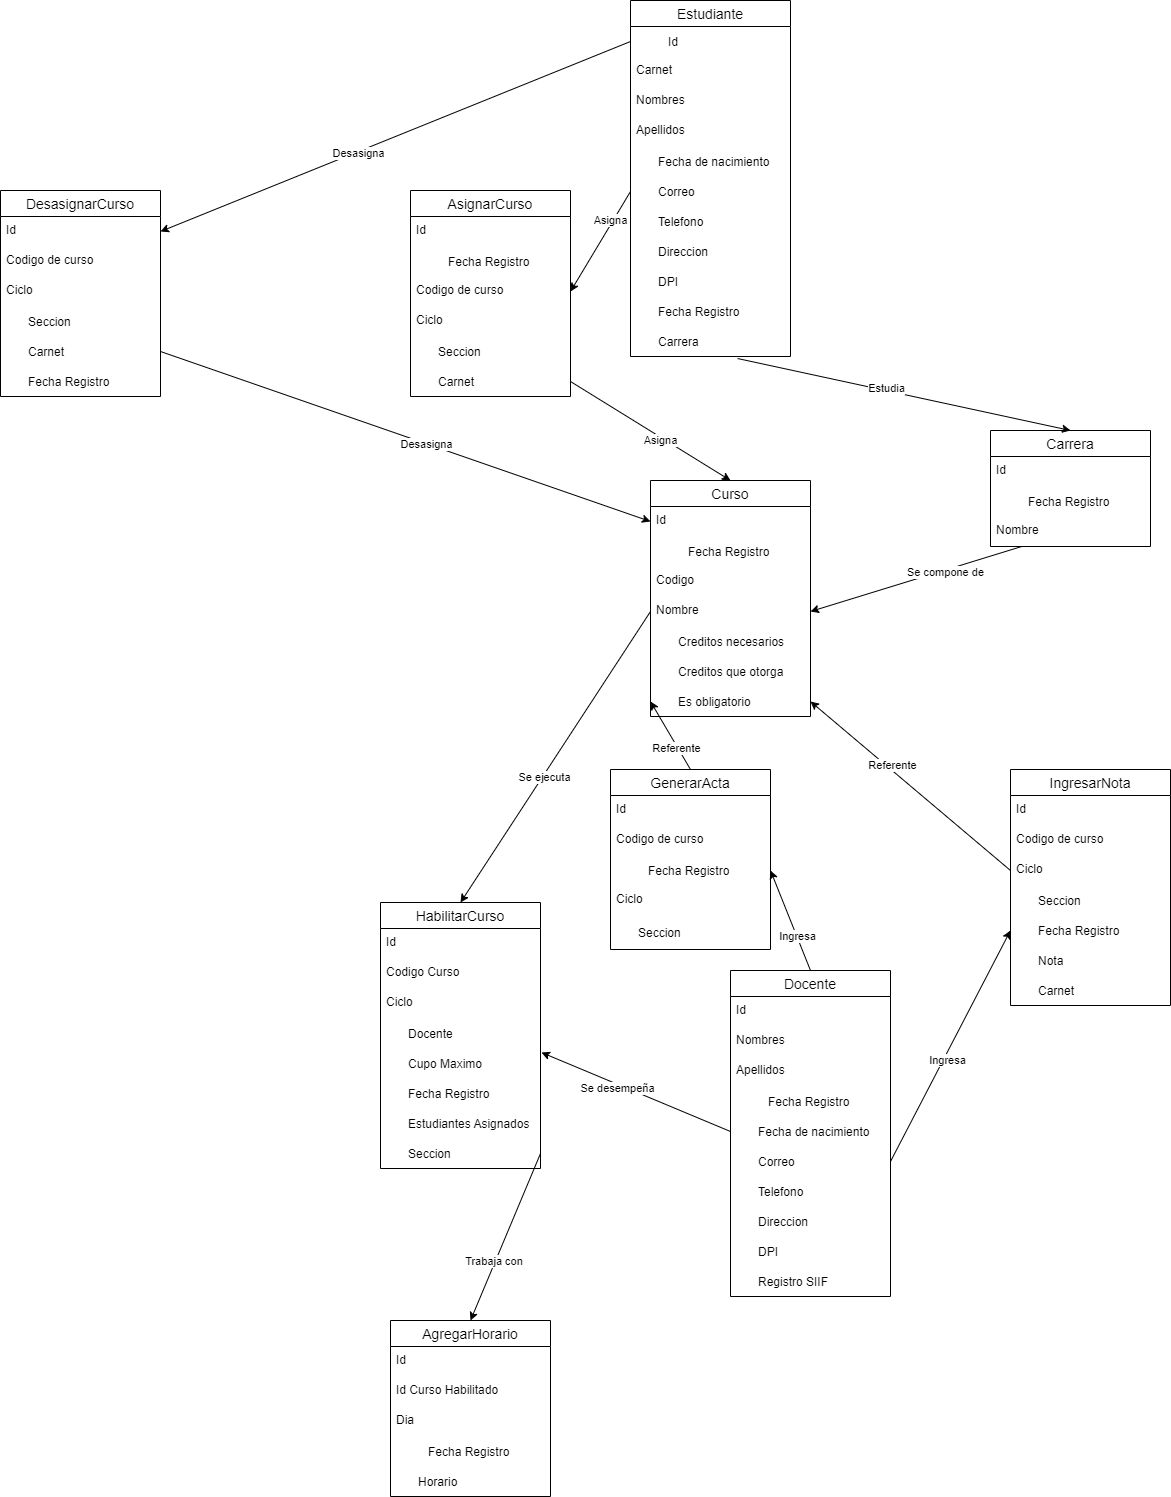 Estudiante
Id
Carnet
Nombres
Apellidos
Fecha de nacimiento
Correo
Telefono
Direccion
DPI
Fecha Registro
Carrera
Desasigna
Asigna
DesasignarCurso
Id
Codigo de curso
Ciclo
Seccion
Carnet
Fecha Registro
AsignarCurso
Id
Fecha Registro
Codigo de curso
Ciclo
Seccion
Carnet
Estudia
Desasigna
Asigna
Carrera
Id
Fecha Registro
Nombre
Se compone de
Curso
Id
Fecha Registro
Codigo
Nombre
Creditos necesarios
Creditos que otorga
Es obligatorio
Se ejecuta
Referente
Referente
GenerarActa
Id
Codigo de curso
Fecha Registro
Ciclo
Seccion
IngresarNota
Id
Codigo de curso
Ciclo
Seccion
Fecha Registro
Nota
Carnet
HabilitarCurso
Id
Codigo Curso
Ciclo
Docente
Cupo Maximo
Fecha Registro
Estudiantes Asignados
Seccion
Ingresa
Ingresa
Se desempeña
Docente
Id
Nombres
Apellidos
Fecha Registro
Fecha de nacimiento
Correo
Telefono
Direccion
DPI
Registro SIIF
Trabaja con
AgregarHorario
Id
Id Curso Habilitado
Dia
Fecha Registro
Horario